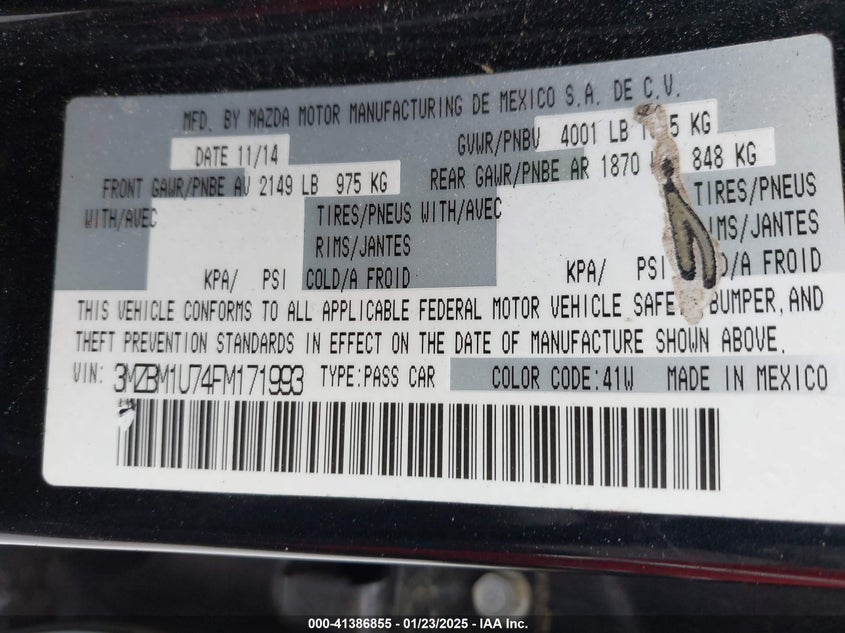 MFD. BY MAZDA MOTOR MANUFACTURING DE MEXICO S.A. DE C.V.
DATE 11/14 GVWR/PNBV 4001 LB KG
FRONT GAWR/PNBE AV 2149 LB 975 KG REAR GAWR/PNBE AR 1870 848 KG
WITH/AVEC TIRES/PNEUS WITH/AVEC TIRES/PNEUS
RIMS/JANTES
KPA/ PSI COLD/A FROID KPA/ PSI FROID
THIS VEHICLE CONFORMS TO ALL APPLICABLE FEDERAL MOTOR VEHICLE BUMPER, AND
THEFT PREVENTION STANDARDS IN EFFECT ON THE DATE OF MANUFACTURE SHOWN ABOVE.
VIN: 3MZBM1U74FM171993 TYPE:PASS CAR COLOR CODE:41W MADE IN MEXICO
000-41386855 - 01/23/2025 - IAA Inc.